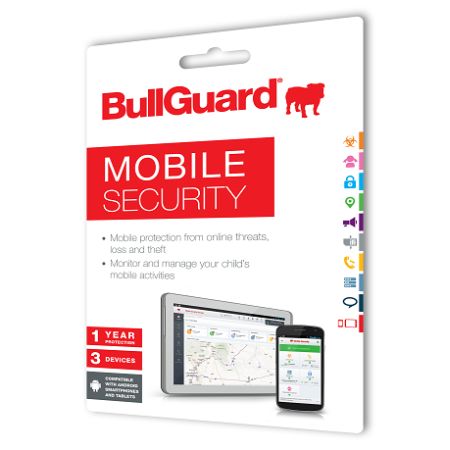 BullGuard®
MOBILE
SECURITY
• Mobile protection from online threats,
loss and theft
• Monitor and manage your child's
mobile activities
1 YEAR
PROTECTION
3 DEVICES
COMPATIBLE
WITH ANDROID
SMARTPHONES
AND TABLETS